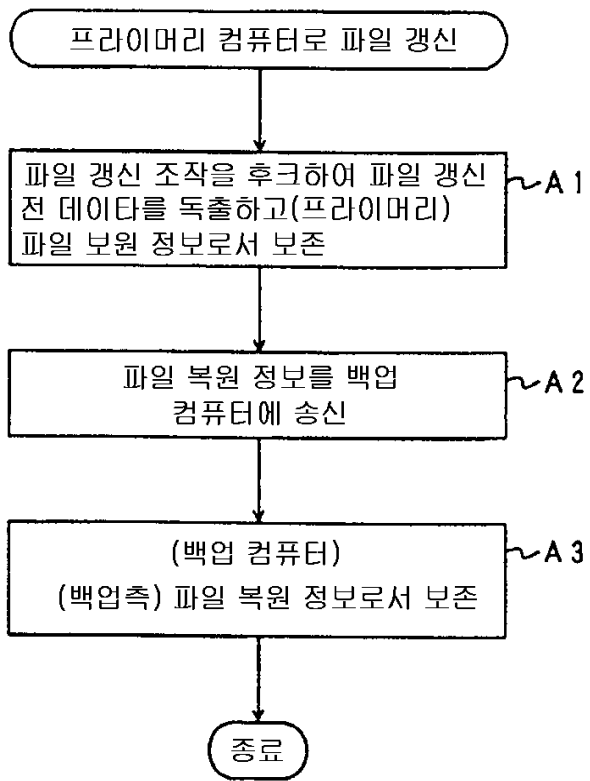 프라이머리 컴퓨터로 파일 갱신
파일 갱신 조작을 후크하여 파일 갱신
전 데이타를 독출하고(프라이머리)
파일 보원 정보로서 보존
A1
파일 복원 정보를 백업
컴퓨터에 송신
A2
(백업 컴퓨터)
(백업측) 파일 복원 정보로서 보존
A3
종료